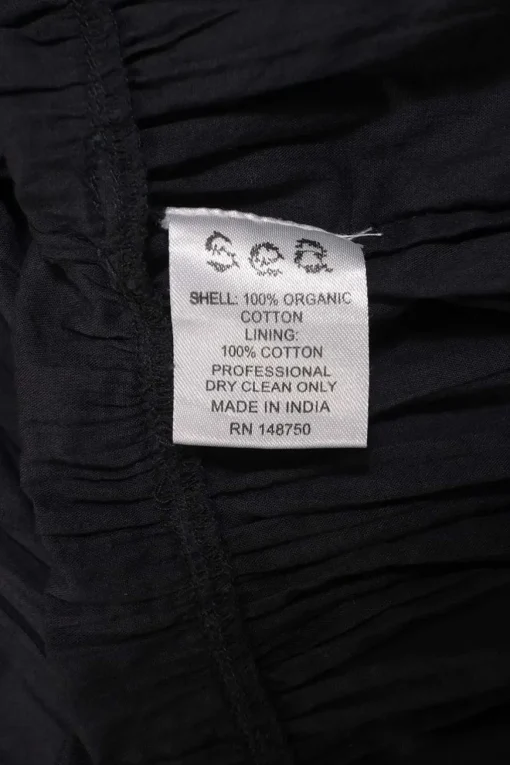 Sea
SHELL: 100% ORGANIC
COTTON
LINING:
100% COTTON
PROFESSIONAL
DRY CLEAN ONLY
MADE IN INDIA
RN 148750